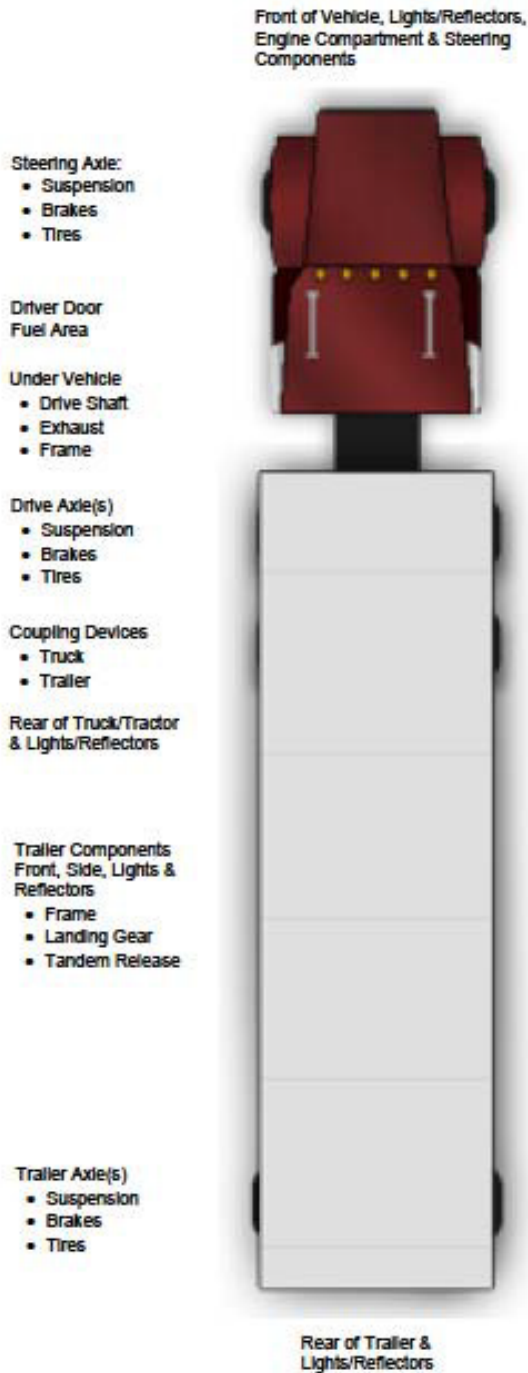 Front of Vehicle, Lights/Reflectors,
Engine Compartment & Steering
Components
Steering Axle:
• Suspension
• Brakes
• Tires
Driver Door
Fuel Area
Under Vehicle
• Drive Shaft
• Exhaust
• Frame
Drive Axle(s)
• Suspension
• Brakes
• Tires
Coupling Devices
• Truck
• Trailer
Rear of Truck/Tractor
& Lights/Reflectors
Trailer Components
Front, Side, Lights &
Reflectors
• Frame
• Landing Gear
• Tandem Release
Trailer Axle(s)
• Suspension
• Brakes
• Tires
Rear of Trailer &
Lights/Reflectors